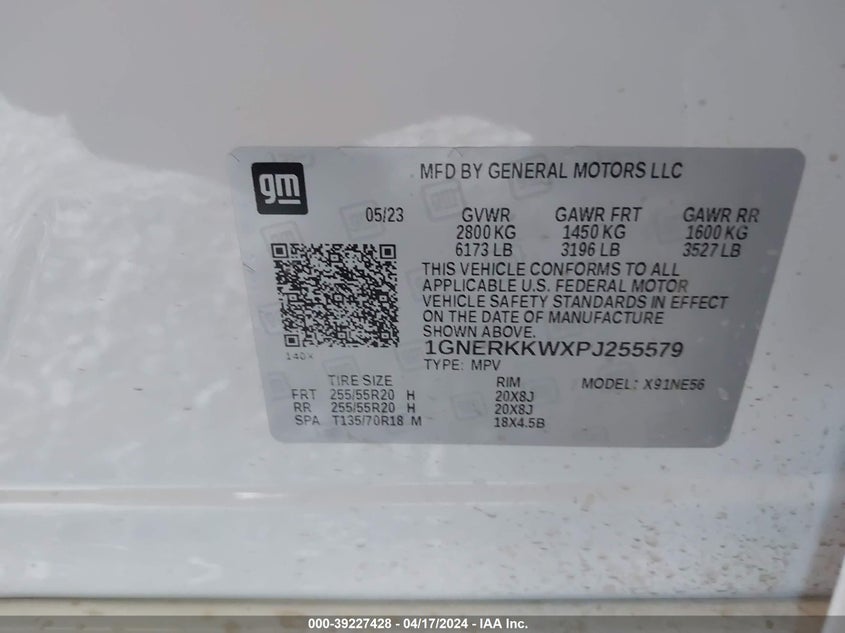 gm
MFD BY GENERAL MOTORS LLC
05/23 GVWR GAWR FRT GAWR RR
2800 KG 1450 KG 1600 KG
6173 LB 3196 LB 3527 LB
THIS VEHICLE CONFORMS TO ALL
APPLICABLE U.S. FEDERAL MOTOR
VEHICLE SAFETY STANDARDS IN EFFECT
ON THE DATE OF MANUFACTURE
SHOWN ABOVE.
140X
1GNERKKWXPJ255579
TYPE: MPV
TIRE SIZE RIM MODEL: X91NE56
FRT 255/55R20 H 20X8J
RR 255/55R20 H 20X8J
SPA T135/70R18 M 18X4.5B
000-39227428 - 04/17/2024 - IAA Inc.